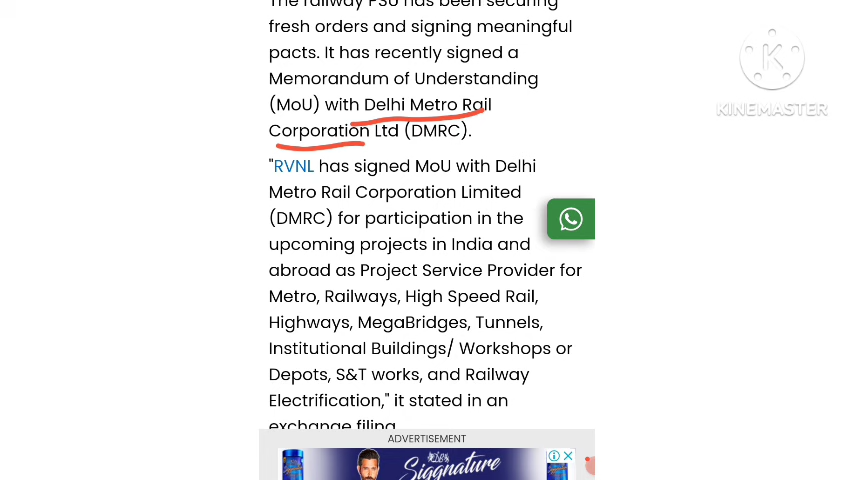 The railway PSU has been securing
fresh orders and signing meaningful
pacts. It has recently signed a
Memorandum of Understanding
(MoU) with Delhi Metro Rail
Corporation Ltd (DMRC).
"RVNL has signed MoU with Delhi
Metro Rail Corporation Limited
(DMRC) for participation in the
upcoming projects in India and
abroad as Project Service Provider for
Metro, Railways, High Speed Rail,
Highways, MegaBridges, Tunnels,
Institutional Buildings/ Workshops or
Depots, S&T works, and Railway
Electrification," it stated in an
exchange filing.
ADVERTISEMENT
Siggnature
K
KINEMASTER